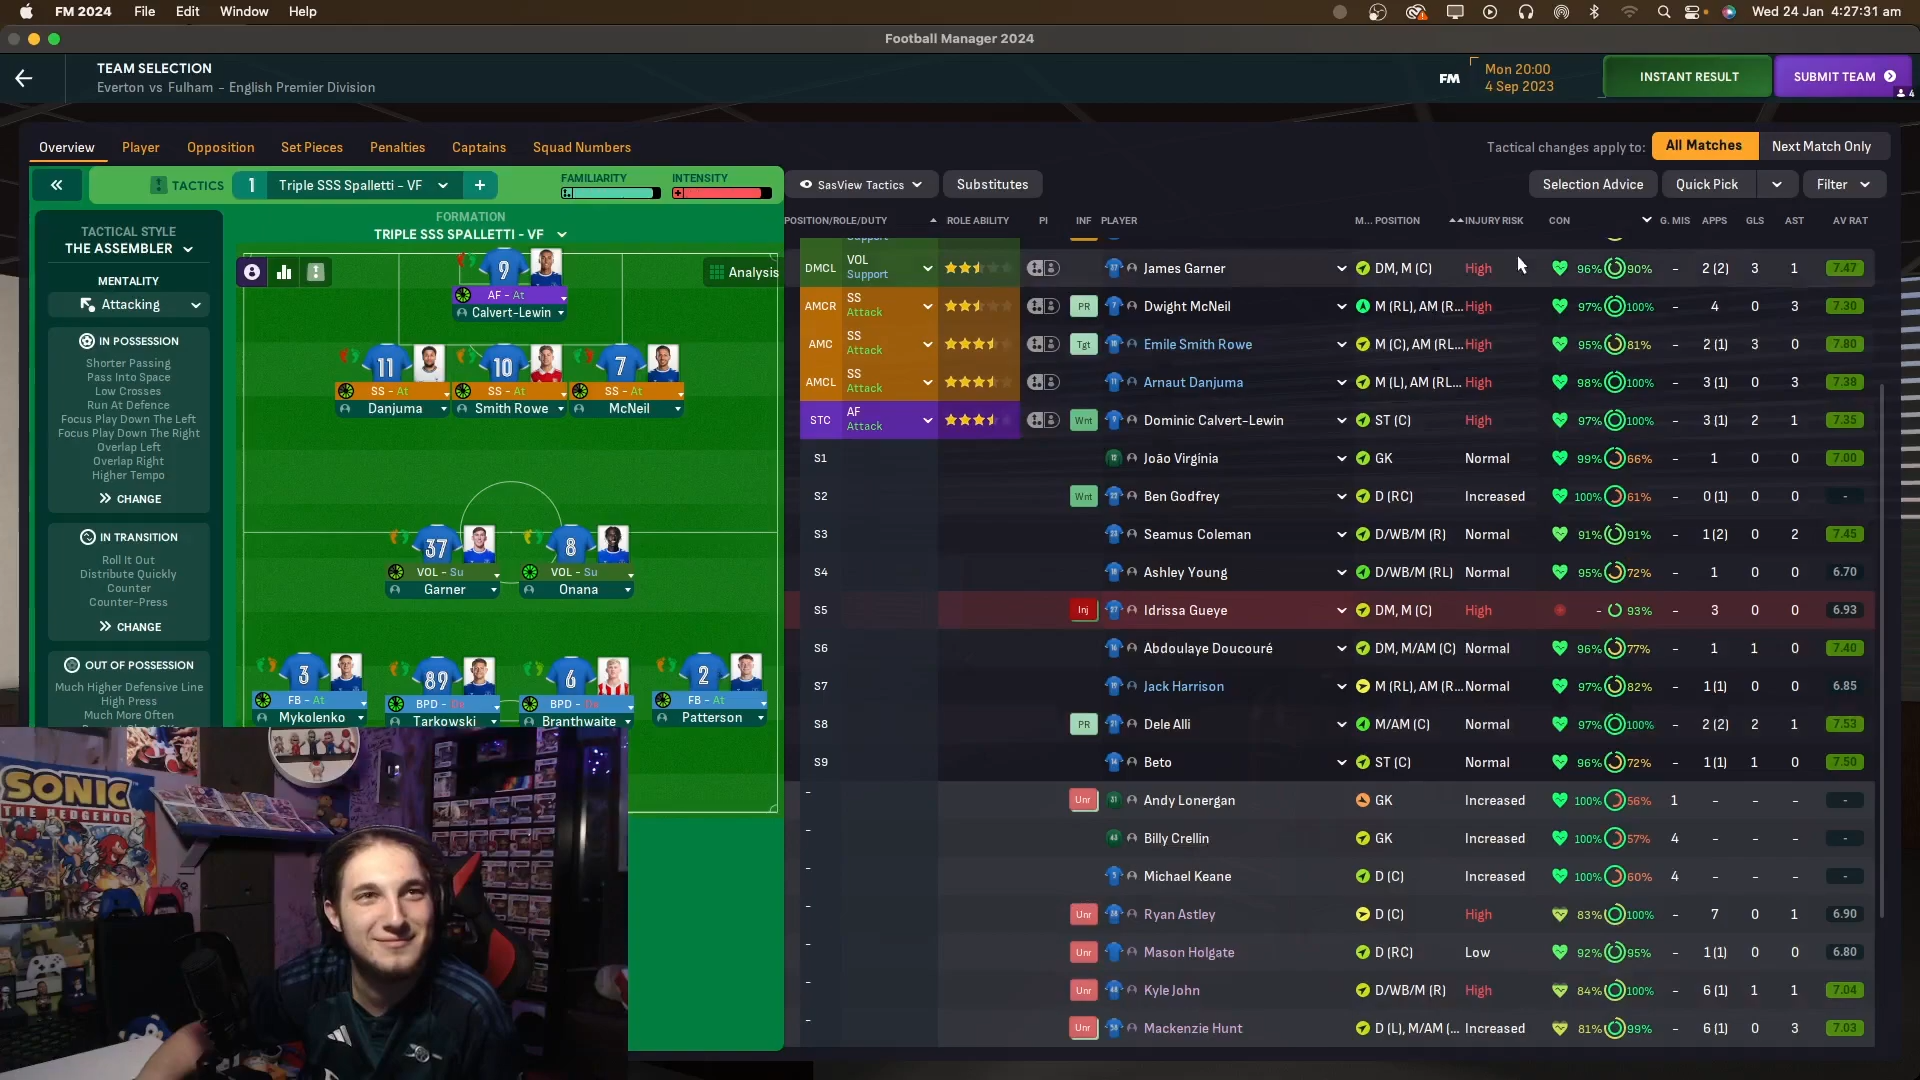 FM 2024 File Edit Window Help
Wed 24 Jan 4:27:31 am
Football Manager 2024
TEAM SELECTION
Everton vs Fulham - English Premier Division
FM
Mon 20:00
4 Sep 2023
INSTANT RESULT
SUBMIT TEAM
4
Overview Player Opposition Set Pieces Penalties Captains Squad Numbers
Tactical changes apply to: All Matches Next Match Only
TACTICS 1 Triple SSS Spalletti - VF +
FAMILIARITY INTENSITY
SasView Tactics Substitutes
Selection Advice Quick Pick Filter
TACTICAL STYLE
THE ASSEMBLER
MENTALITY
Attacking
IN POSSESSION
Shorter Passing
Pass Into Space
Low Crosses
Run At Defence
Focus Play Down The Left
Focus Play Down The Right
Overlap Left
Overlap Right
Higher Tempo
CHANGE
IN TRANSITION
Roll It Out
Distribute Quickly
Counter
Counter-Press
CHANGE
OUT OF POSSESSION
Much Higher Defensive Line
High Press
Much More Often
FORMATION
TRIPLE SSS SPALLETTI - VF
Analysis
9
AF - At
Calvert-Lewin
11 10 7
SS - At SS - At SS - At
Danjuma Smith Rowe McNeil
37 8
VOL - Su VOL - Su
Garner Onana
3 89 6 2
FB - At BPD - De BPD - De FB - At
Mykolenko Tarkowski Branthwaite Patterson
POSITION/ROLE/DUTY ROLE ABILITY PI INF PLAYER M... POSITION INJURY RISK CON G. MIS APPS GLS AST AV RAT
Support
DMCL VOL Support James Garner DM, M (C) High 96% 90% - 2 (2) 3 1 7.47
AMCR SS Attack PR Dwight McNeil M (RL), AM (R... High 97% 100% - 4 0 3 7.30
AMC SS Attack Tgt Emile Smith Rowe M (C), AM (RL... High 95% 81% - 2 (1) 3 0 7.80
AMCL SS Attack Arnaut Danjuma M (L), AM (RL... High 98% 100% - 3 (1) 0 3 7.38
STC AF Attack Wnt Dominic Calvert-Lewin ST (C) High 97% 100% - 3 (1) 2 1 7.35
S1 João Virgínia GK Normal 99% 66% - 1 0 0 7.00
S2 Wnt Ben Godfrey D (RC) Increased 100% 61% - 0 (1) 0 0 -
S3 Seamus Coleman D/WB/M (R) Normal 91% 91% - 1 (2) 0 2 7.45
S4 Ashley Young D/WB/M (RL) Normal 95% 72% - 1 0 0 6.70
S5 Inj Idrissa Gueye DM, M (C) High - 93% - 3 0 0 6.93
S6 Abdoulaye Doucouré DM, M/AM (C) Normal 96% 77% - 1 1 0 7.40
S7 Jack Harrison M (RL), AM (R... Normal 97% 82% - 1 (1) 0 0 6.85
S8 PR Dele Alli M/AM (C) Normal 97% 100% - 2 (2) 2 1 7.53
S9 Beto ST (C) Normal 96% 72% - 1 (1) 1 0 7.50
- Unr Andy Lonergan GK Increased 100% 56% 1 - - - -
- Billy Crellin GK Increased 100% 57% 4 - - - -
- Michael Keane D (C) Increased 100% 60% 4 - - - -
- Unr Ryan Astley D (C) High 83% 100% - 7 0 1 6.90
- Unr Mason Holgate D (RC) Low 92% 95% - 1 (1) 0 0 6.80
- Unr Kyle John D/WB/M (R) High 84% 100% - 6 (1) 1 1 7.04
- Unr Mackenzie Hunt D (L), M/AM (... Increased 81% 99% - 6 (1) 0 3 7.03
SONIC
THE HEDGEHOG